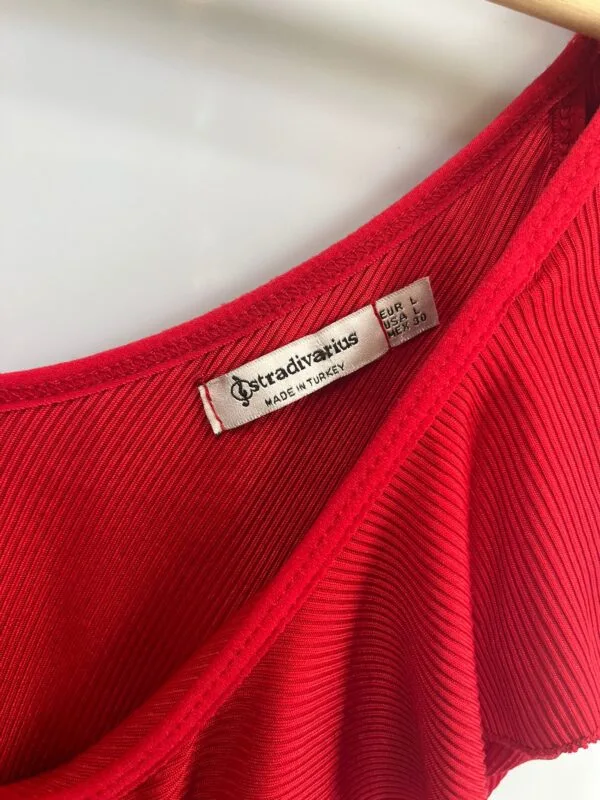 stradivarius
MADE IN TURKEY
EUR L
USA L
MEX 30